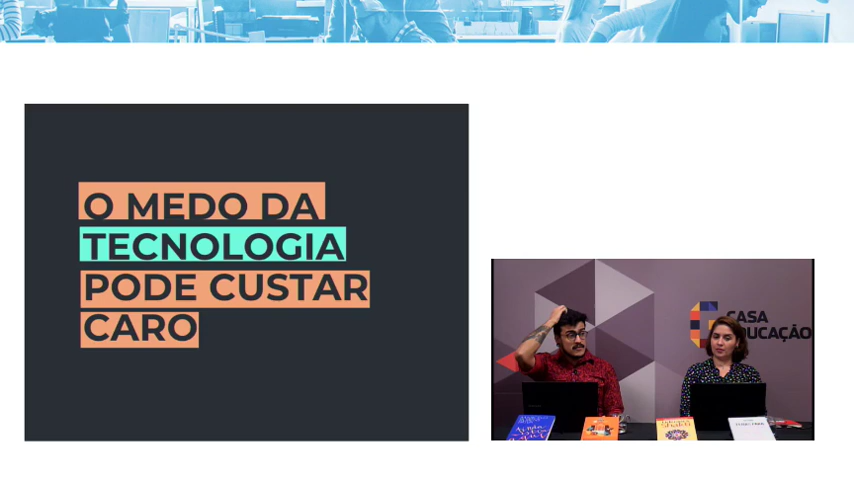 O MEDO DA
TECNOLOGIA
PODE CUSTAR
CARO
CASA
EDUCAÇÃO